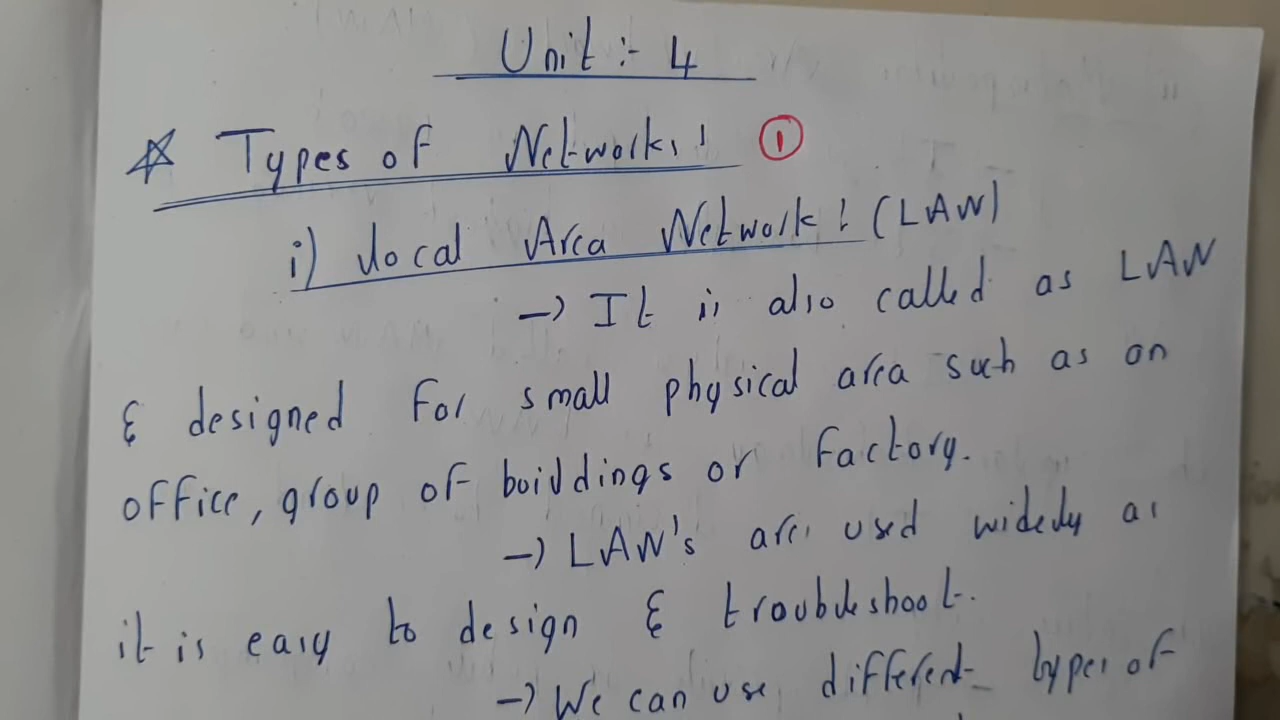 Unit :- 4
☆ Types of Networks: ①
i) Local Area Network: (LAN)
→ It is also called as LAN
& designed for small physical area such as an
office, group of buildings or factory.
→ LAN's are used widely as
it is easy to design & troubleshoot.
→ We can use different types of